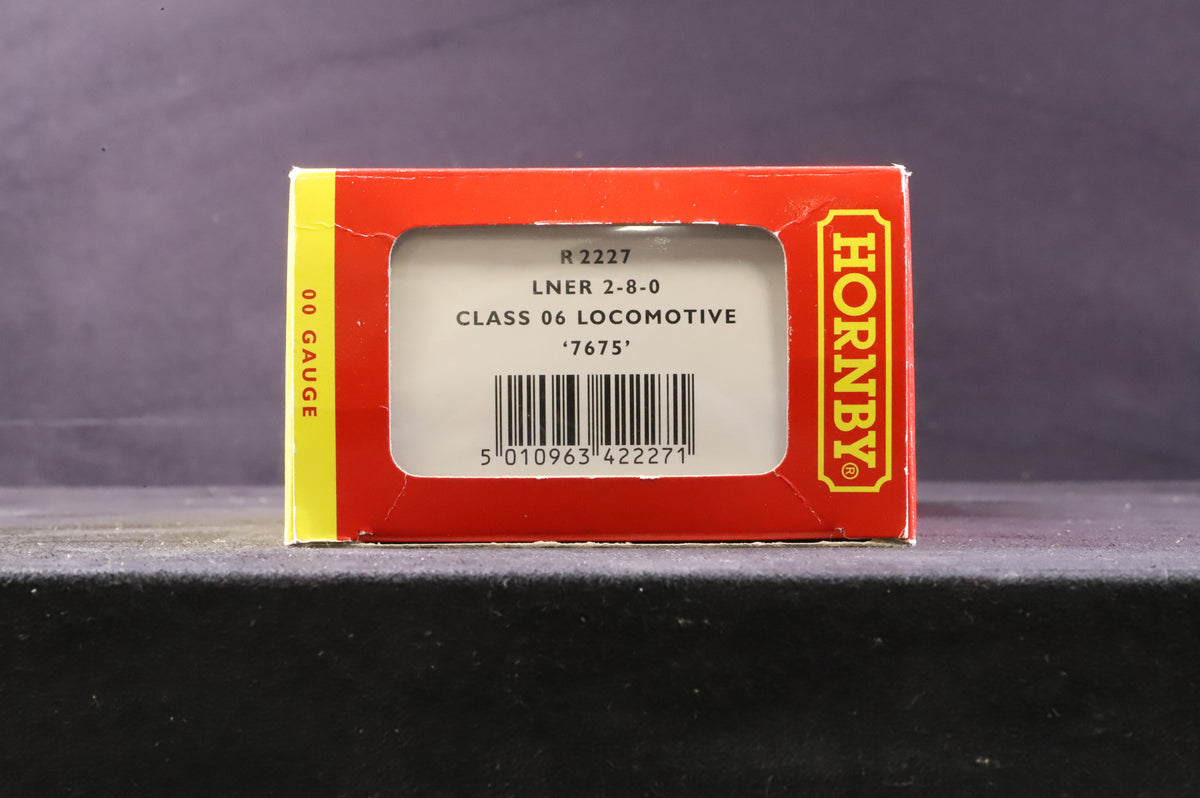 00 GAUGE
R 2227
LNER 2-8-0
CLASS 06 LOCOMOTIVE
‘7675’
5 010963 422271
HORNBY®